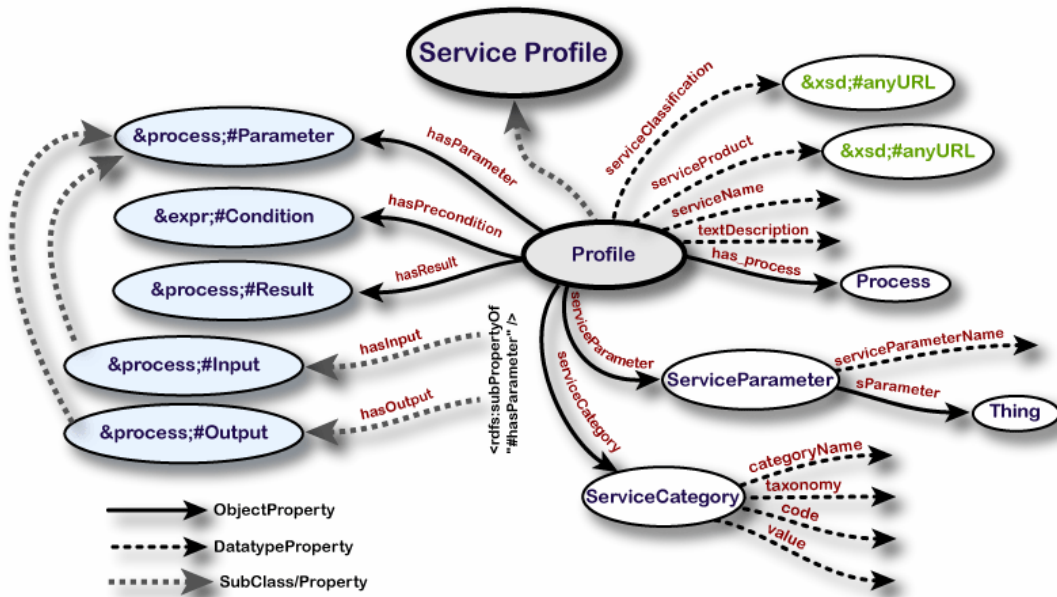 Service Profile
&xsd;#anyURL
serviceClassification
&process;#Parameter
hasParameter
serviceProduct
&xsd;#anyURL
serviceName
&expr;#Condition
hasPrecondition
textDescription
Profile
has_process
hasResult
&process;#Result
Process
<rdfs:subPropertyOf
"#hasParameter" />
hasInput
serviceParameter
serviceParameterName
&process;#Input
ServiceParameter
sParameter
hasOutput
serviceCategory
Thing
&process;#Output
categoryName
ServiceCategory
taxonomy
code
value
ObjectProperty
DatatypeProperty
SubClass/Property